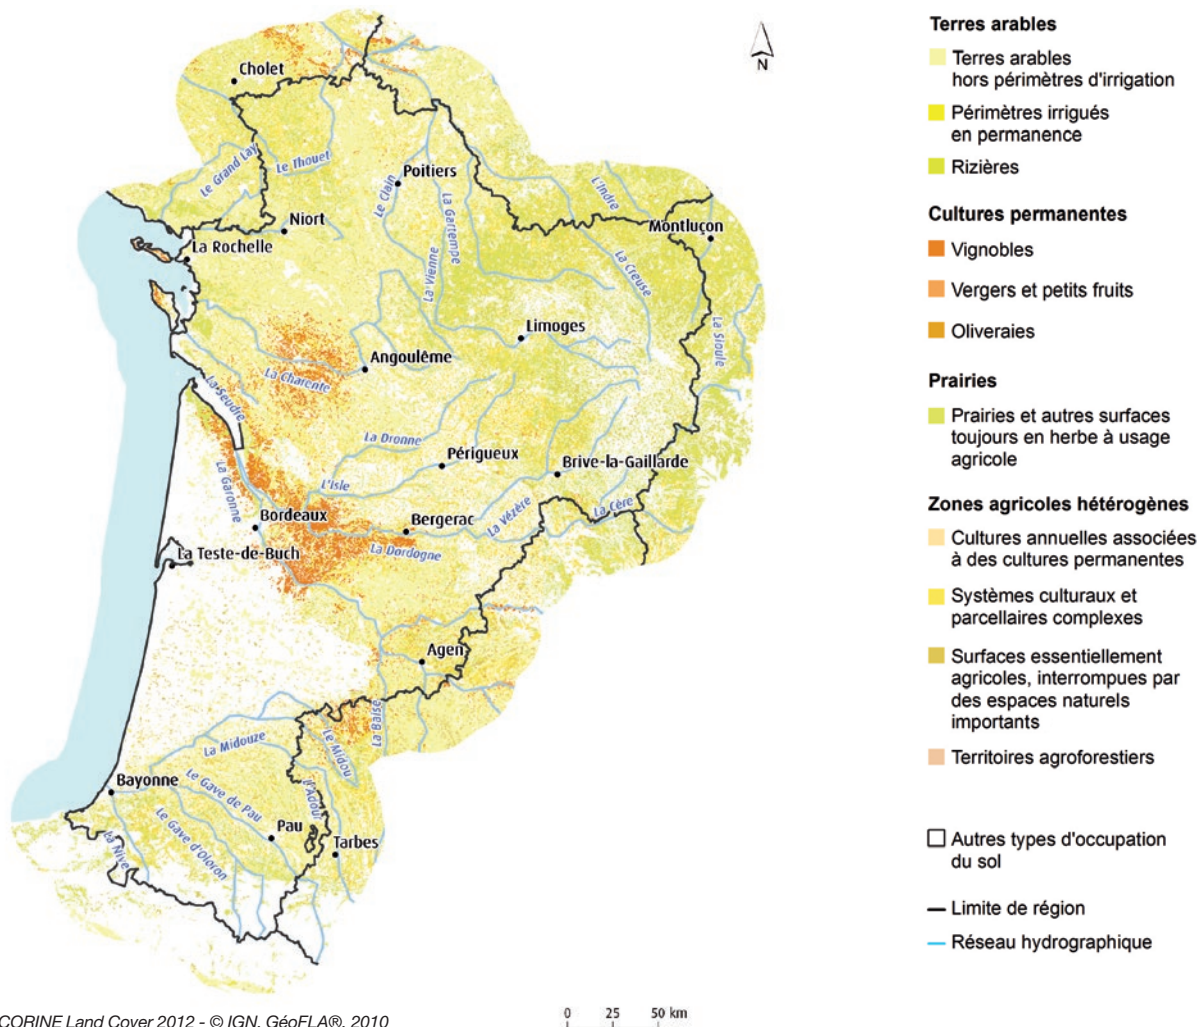 Cholet
N
Le Grand Lay
Le Thouet
Poitiers
Le Clain
La Gartempe
L'Indre
Niort
Montluçon
La Rochelle
La Vienne
La Creuse
Limoges
La Sioule
Angoulême
La Charente
La Seudre
La Dronne
Périgueux
Brive-la-Gaillarde
L'Isle
La Garonne
La Vézère
La Cère
Bordeaux
Bergerac
La Dordogne
La Teste-de-Buch
Agen
La Baïse
La Midouze
Le Midou
Bayonne
Le Gave de Pau
L'Adour
Pau
Le Gave d'Oloron
Tarbes
La Nive
Terres arables
Terres arables
hors périmètres d'irrigation
Périmètres irrigués
en permanence
Rizières
Cultures permanentes
Vignobles
Vergers et petits fruits
Oliveraies
Prairies
Prairies et autres surfaces
toujours en herbe à usage
agricole
Zones agricoles hétérogènes
Cultures annuelles associées
à des cultures permanentes
Systèmes culturaux et
parcellaires complexes
Surfaces essentiellement
agricoles, interrompues par
des espaces naturels
importants
Territoires agroforestiers
Autres types d'occupation
du sol
Limite de région
Réseau hydrographique
CORINE Land Cover 2012 - © IGN, GéoFLA®, 2010
0 25 50 km